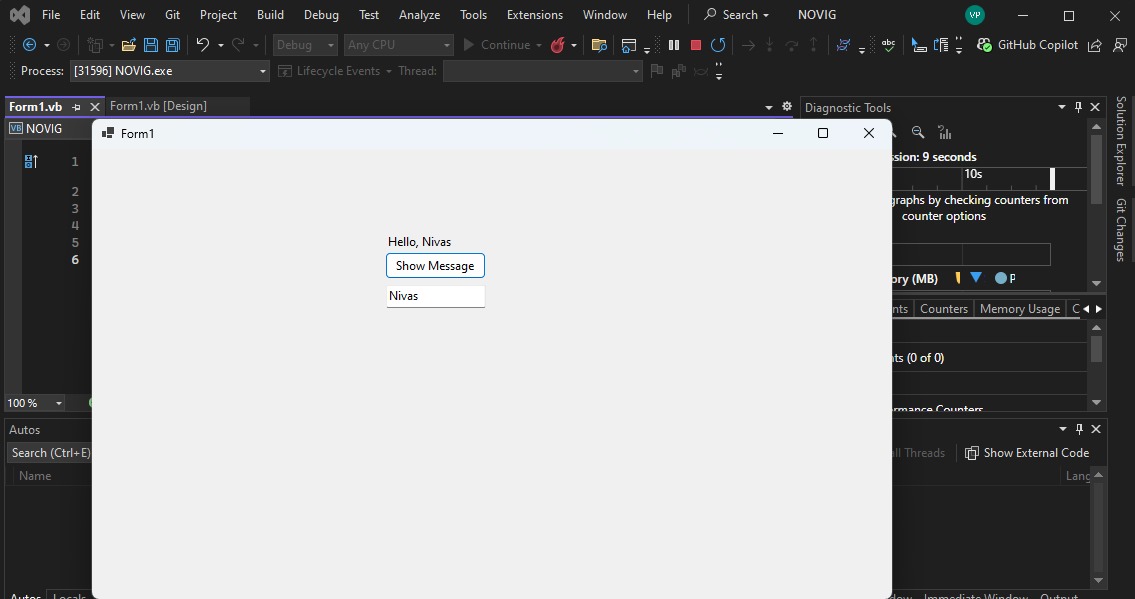 File Edit View Git Project Build Debug Test Analyze Tools Extensions Window Help Search NOVIG VP
Debug Any CPU Continue abc GitHub Copilot
Process: [31596] NOVIG.exe Lifecycle Events Thread:
Form1.vb Form1.vb [Design] Diagnostic Tools
VB NOVIG
Form1
1
2
3
4
5
6
Hello, Nivas
Show Message
Nivas
ssion: 9 seconds
10s
graphs by checking counters from
counter options
ory (MB) P
nts Counters Memory Usage C
ts (0 of 0)
rmance Counters
100 %
Autos
Search (Ctrl+E)
all Threads Show External Code
Name Lang
Autos Locals
dow Immediate Window Output
Solution Explorer
Git Changes